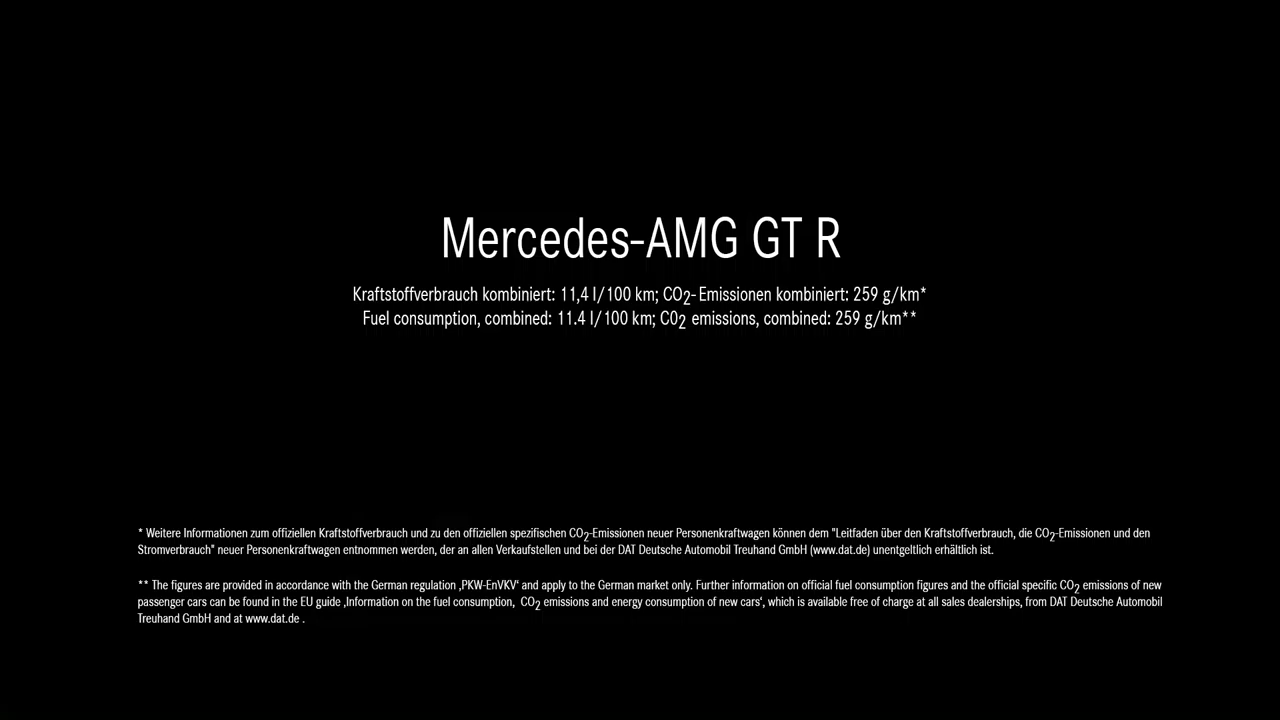 Mercedes-AMG GT R
Kraftstoffverbrauch kombiniert: 11,4 l/100 km; CO2-Emissionen kombiniert: 259 g/km*
Fuel consumption, combined: 11.4 l/100 km; C02 emissions, combined: 259 g/km**
* Weitere Informationen zum offiziellen Kraftstoffverbrauch und zu den offiziellen spezifischen CO2-Emissionen neuer Personenkraftwagen können dem "Leitfaden über den Kraftstoffverbrauch, die CO2-Emissionen und den
Stromverbrauch" neuer Personenkraftwagen entnommen werden, der an allen Verkaufstellen und bei der DAT Deutsche Automobil Treuhand GmbH (www.dat.de) unentgeltlich erhältlich ist.
** The figures are provided in accordance with the German regulation ‚PKW-EnVKV‘ and apply to the German market only. Further information on official fuel consumption figures and the official specific CO2 emissions of new
passenger cars can be found in the EU guide ‚Information on the fuel consumption, CO2 emissions and energy consumption of new cars‘, which is available free of charge at all sales dealerships, from DAT Deutsche Automobil
Treuhand GmbH and at www.dat.de .